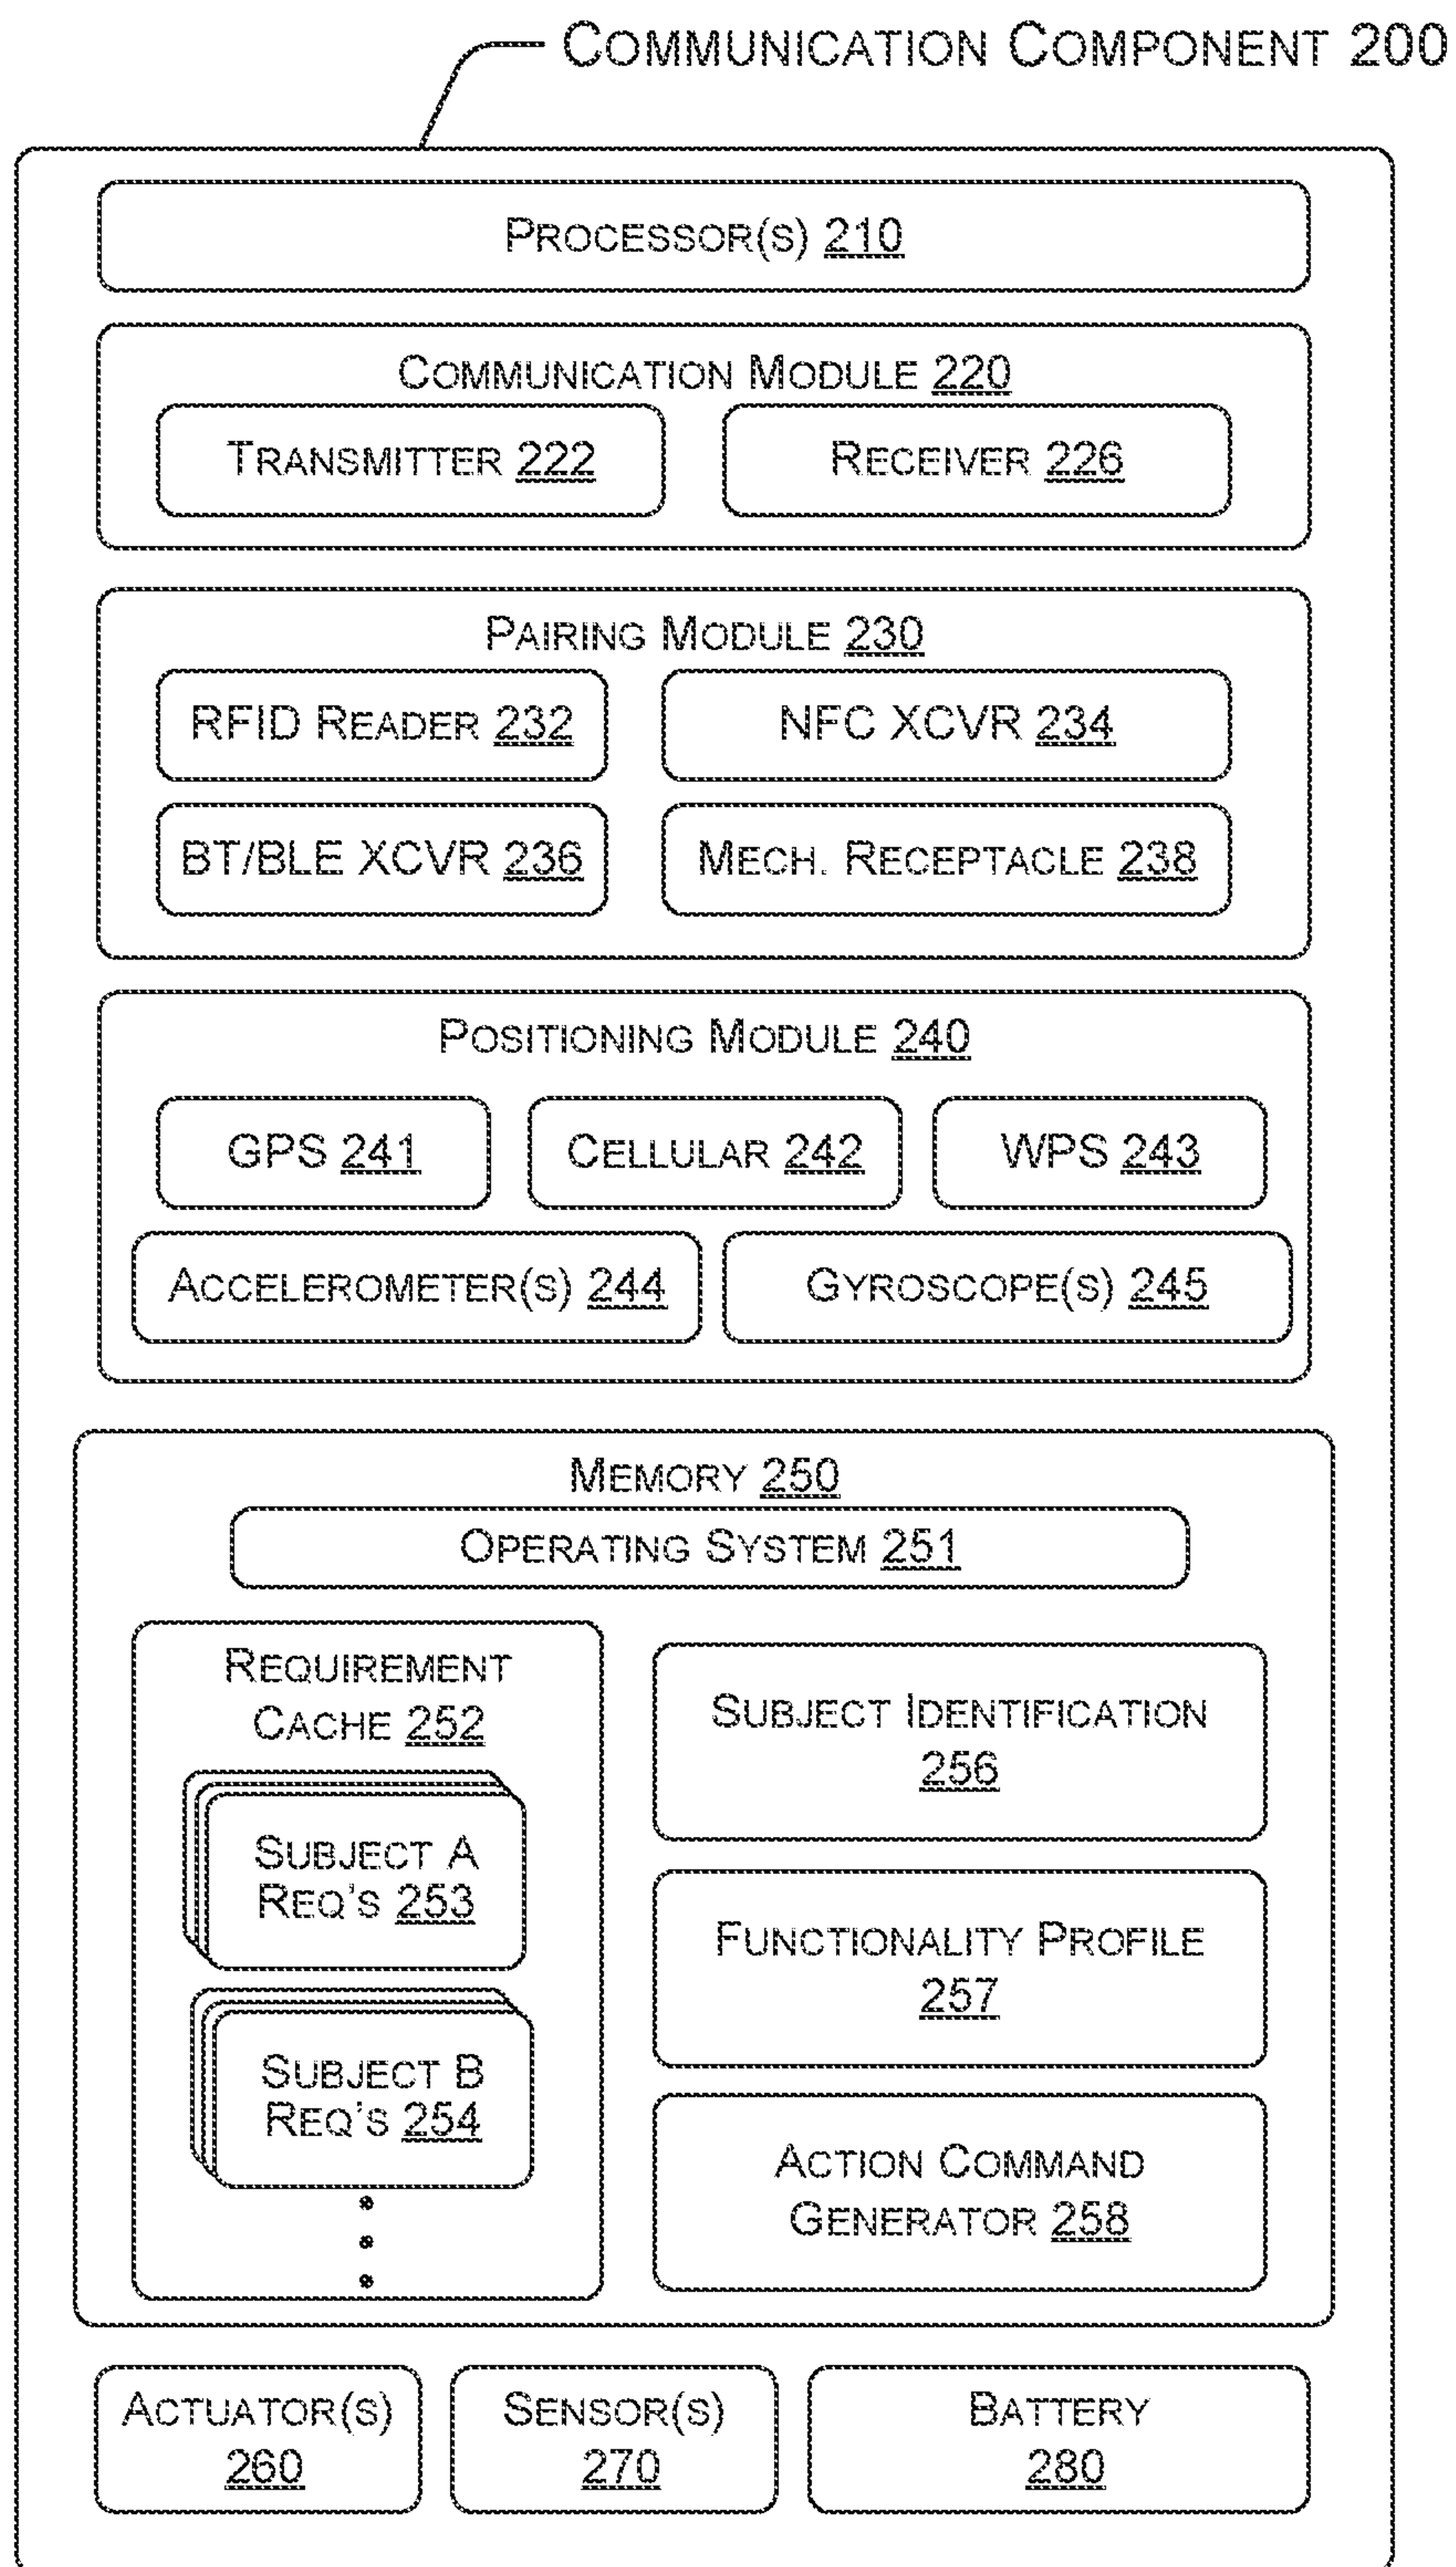 COMMUNICATION COMPONENT 200
PROCESSOR(S) 210
COMMUNICATION MODULE 220
TRANSMITTER 222
RECEIVER 226
PAIRING MODULE 230
RFID READER 232
NFC XCVR 234
BT/BLE XCVR 236
MECH. RECEPTACLE 238
POSITIONING MODULE 240
GPS 241
CELLULAR 242
WPS 243
ACCELEROMETER(S) 244
GYROSCOPE(S) 245
MEMORY 250
OPERATING SYSTEM 251
REQUIREMENT
CACHE 252
SUBJECT A
REQ'S 253
SUBJECT B
REQ'S 254
SUBJECT IDENTIFICATION
256
FUNCTIONALITY PROFILE
257
ACTION COMMAND
GENERATOR 258
ACTUATOR(S)
260
SENSOR(S)
270
BATTERY
280